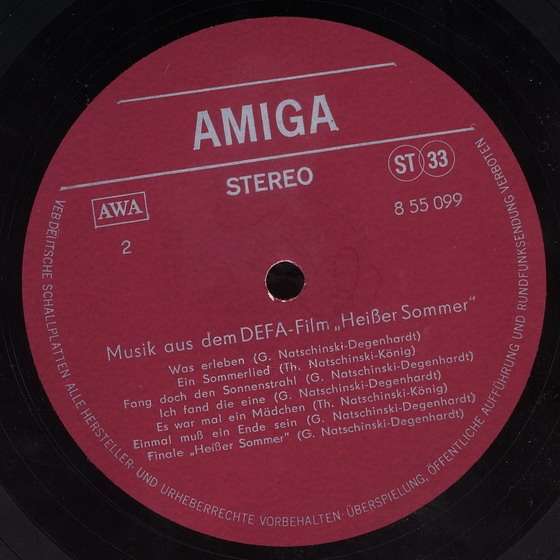 AMIGA
STEREO
ST 33
AWA
8 55 099
2
Musik aus dem DEFA-Film „Heißer Sommer“
Was erleben (G. Natschinski-Degenhardt)
Ein Sommerlied (Th. Natschinski-König)
Fang doch den Sonnenstrahl (G. Natschinski-Degenhardt)
Ich fand die eine (G. Natschinski-Degenhardt)
Es war mal ein Mädchen (Th. Natschinski-König)
Einmal muß ein Ende sein (G. Natschinski-Degenhardt)
Finale „Heißer Sommer“ (G. Natschinski-Degenhardt)
VEB DEUTSCHE SCHALLPLATTEN ALLE HERSTELLER- UND URHEBERRECHTE VORBEHALTEN · ÜBERSPIELUNG, ÖFFENTLICHE AUFFÜHRUNG UND RUNDFUNKSENDUNG VERBOTEN